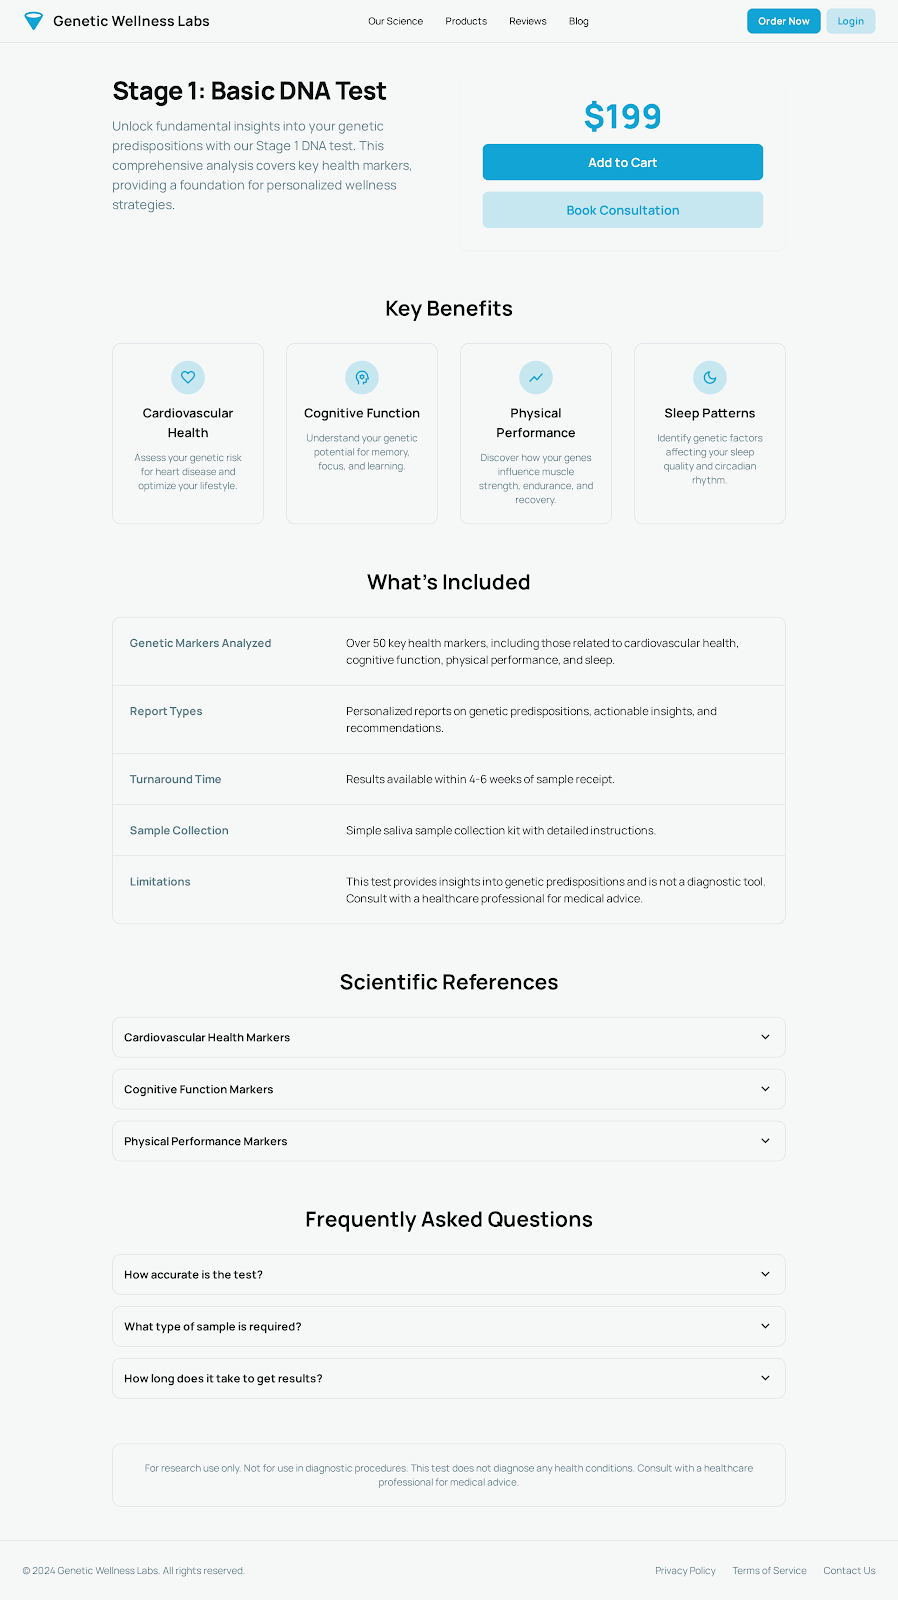 Genetic Wellness Labs
Our Science
Products
Reviews
Blog
Order Now
Login
Stage 1: Basic DNA Test
Unlock fundamental insights into your genetic
predispositions with our Stage 1 DNA test. This
comprehensive analysis covers key health markers,
providing a foundation for personalized wellness
strategies.
$199
Add to Cart
Book Consultation
Key Benefits
Cardiovascular
Health
Assess your genetic risk
for heart disease and
optimize your lifestyle.
Cognitive Function
Understand your genetic
potential for memory,
focus, and learning.
Physical
Performance
Discover how your genes
influence muscle
strength, endurance, and
recovery.
Sleep Patterns
Identify genetic factors
affecting your sleep
quality and circadian
rhythm.
What's Included
Genetic Markers Analyzed
Over 50 key health markers, including those related to cardiovascular health,
cognitive function, physical performance, and sleep.
Report Types
Personalized reports on genetic predispositions, actionable insights, and
recommendations.
Turnaround Time
Results available within 4-6 weeks of sample receipt.
Sample Collection
Simple saliva sample collection kit with detailed instructions.
Limitations
This test provides insights into genetic predispositions and is not a diagnostic tool.
Consult with a healthcare professional for medical advice.
Scientific References
Cardiovascular Health Markers
Cognitive Function Markers
Physical Performance Markers
Frequently Asked Questions
How accurate is the test?
What type of sample is required?
How long does it take to get results?
For research use only. Not for use in diagnostic procedures. This test does not diagnose any health conditions. Consult with a healthcare
professional for medical advice.
© 2024 Genetic Wellness Labs. All rights reserved.
Privacy Policy
Terms of Service
Contact Us